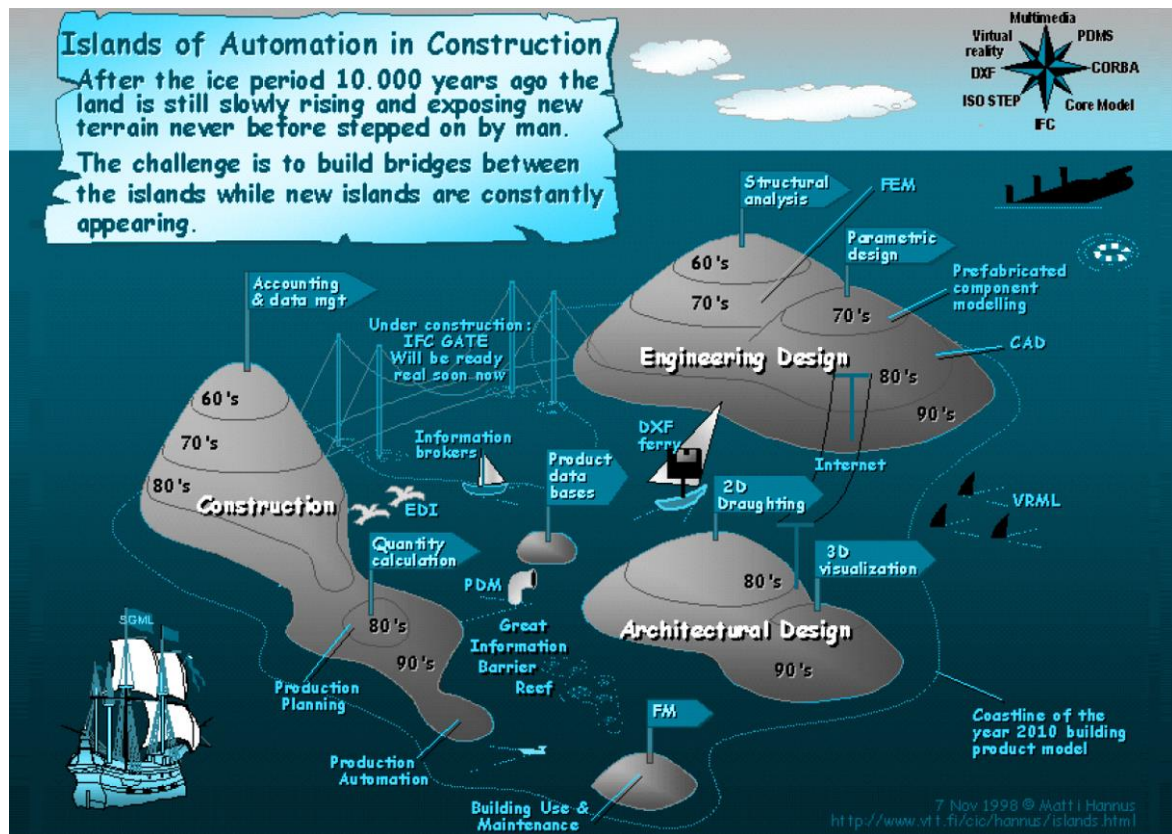 Islands of Automation in Construction
After the ice period 10.000 years ago the
land is still slowly rising and exposing new
terrain never before stepped on by man.
The challenge is to build bridges between
the islands while new islands are constantly
appearing.
Multimedia
Virtual
reality
PDMS
DXF
CORBA
ISO STEP
Core Model
IFC
Structural
analysis
FEM
Parametric
design
Prefabricated
component
modelling
CAD
60's
70's
70's
Engineering Design
80's
90's
Accounting
& data mgt
Under construction:
IFC GATE
Will be ready
real soon now
60's
70's
80's
Construction
Information
brokers
EDI
Product
data
bases
DXF
ferry
Internet
VRML
2D
Draughting
3D
visualization
80's
Architectural Design
90's
Quantity
calculation
80's
90's
PDM
Great
Information
Barrier
Reef
Production
Planning
Production
Automation
SGML
FM
Building Use &
Maintenance
Coastline of the
year 2010 building
product model
7 Nov 1998 © Matti Hannus
http://www.vtt.fi/cic/hannus/islands.html